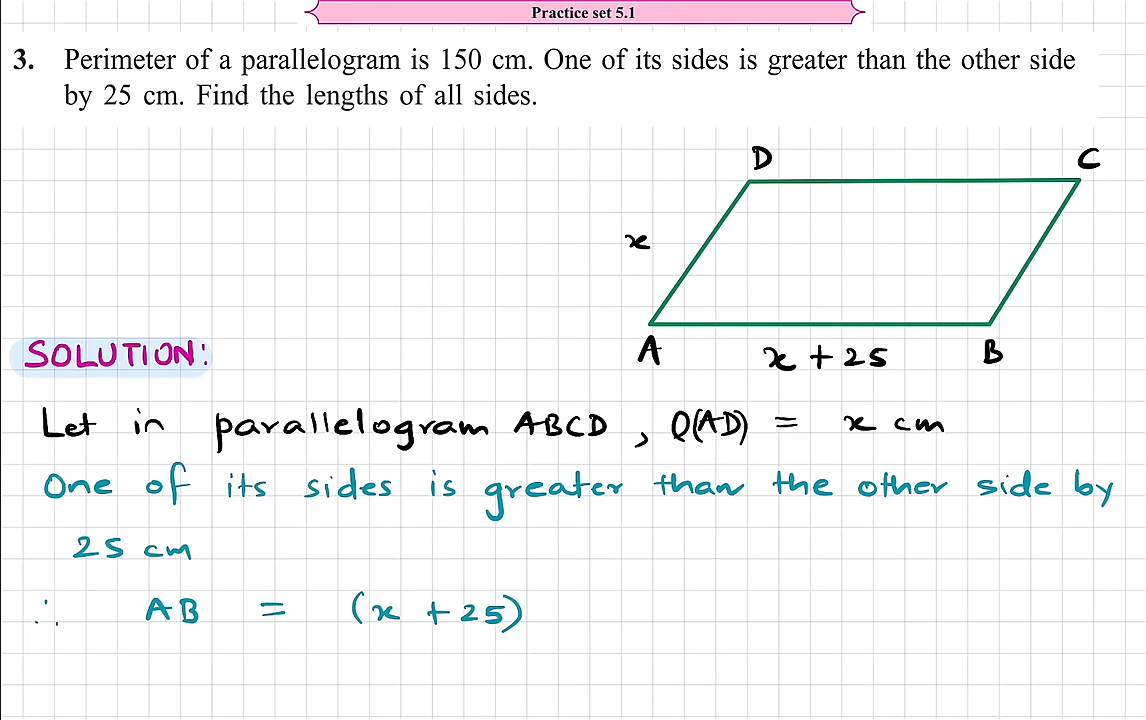 Practice set 5.1
3. Perimeter of a parallelogram is 150 cm. One of its sides is greater than the other side
by 25 cm. Find the lengths of all sides.
D C
x
A x + 25 B
SOLUTION:
Let in parallelogram ABCD , l(AD) = x cm
One of its sides is greater than the other side by
25 cm
∴ AB = (x + 25)